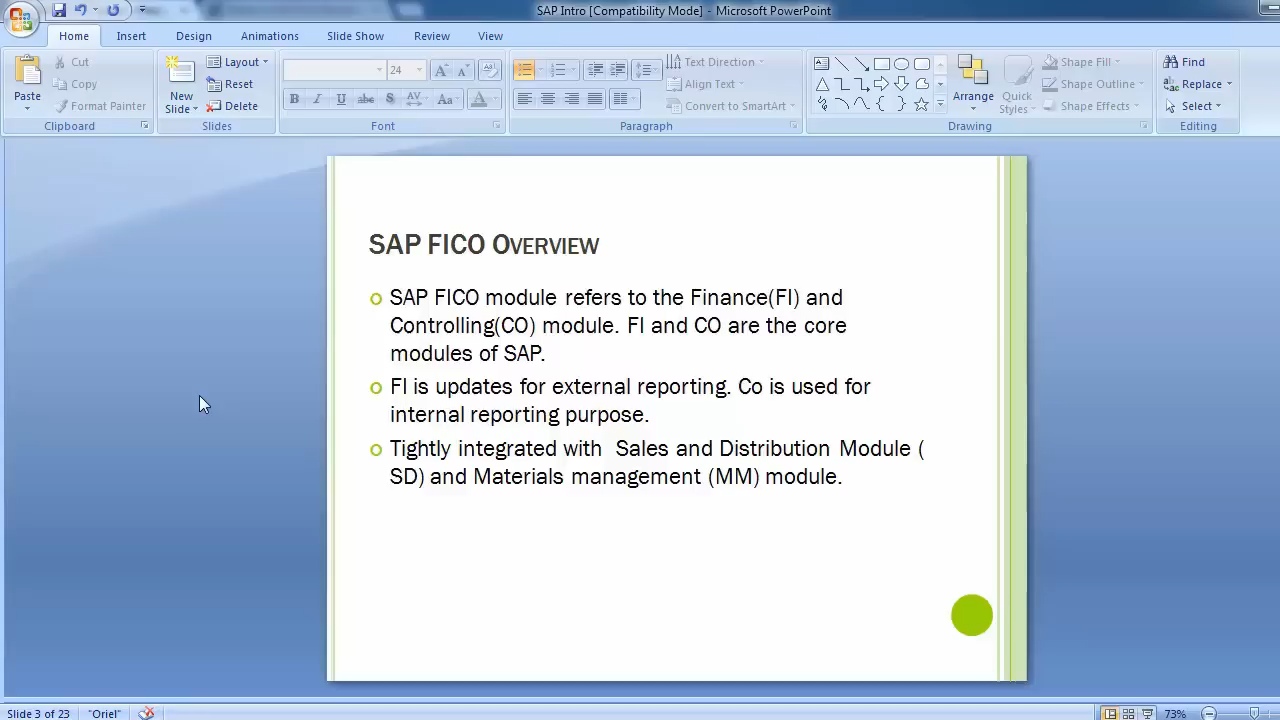 SAP Intro [Compatibility Mode] - Microsoft PowerPoint
Home Insert Design Animations Slide Show Review View
Paste Cut Copy Format Painter Clipboard
New Slide Layout Reset Delete Slides
24 B I U abc S AV Aa A Font
Text Direction Align Text Convert to SmartArt Paragraph
Arrange Quick Styles Shape Fill Shape Outline Shape Effects Drawing
Find Replace Select Editing
SAP FICO OVERVIEW
SAP FICO module refers to the Finance(FI) and
Controlling(CO) module. FI and CO are the core
modules of SAP.
FI is updates for external reporting. Co is used for
internal reporting purpose.
Tightly integrated with  Sales and Distribution Module (
SD) and Materials management (MM) module.
Slide 3 of 23 "Oriel" 73%